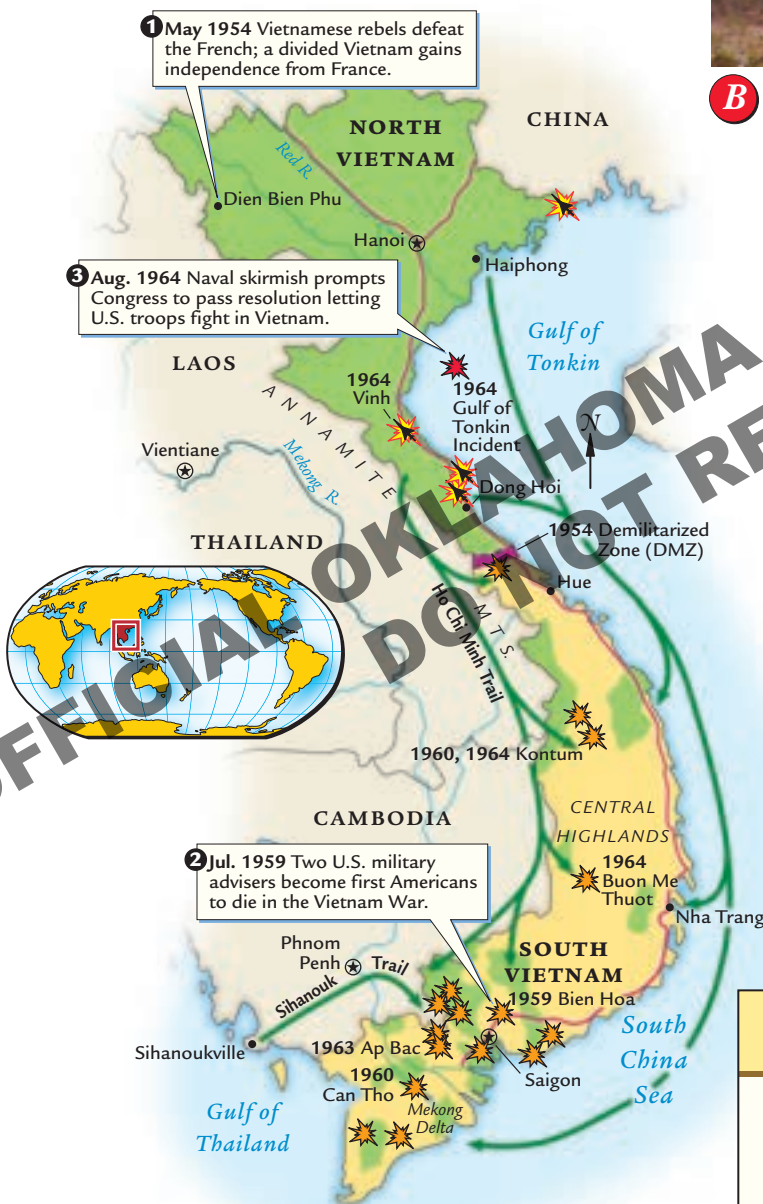 1 May 1954 Vietnamese rebels defeat
the French; a divided Vietnam gains
independence from France.
B
NORTH
VIETNAM
CHINA
Red R.
Dien Bien Phu
Hanoi
Haiphong
3 Aug. 1964 Naval skirmish prompts
Congress to pass resolution letting
U.S. troops fight in Vietnam.
Gulf of
Tonkin
LAOS
1964
Vinh
1964
Gulf of
Tonkin
Incident
ANNAMITE
MTS.
N
Vientiane
Mekong R.
Dong Hoi
THAILAND
1954 Demilitarized
Zone (DMZ)
Hue
Ho Chi Minh Trail
1960, 1964 Kontum
CAMBODIA
CENTRAL
HIGHLANDS
2 Jul. 1959 Two U.S. military
advisers become first Americans
to die in the Vietnam War.
1964
Buon Me
Thuot
Nha Trang
Phnom
Penh
Sihanouk Trail
SOUTH
VIETNAM
1959 Bien Hoa
Sihanoukville
1963 Ap Bac
Saigon
South
China
Sea
1960
Can Tho
Mekong
Delta
Gulf of
Thailand
OFFICIAL OKLAHOMA
DO NOT RE